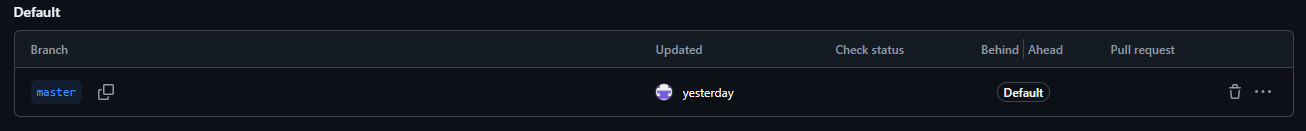 Default
Branch Updated Check status Behind Ahead Pull request
master yesterday Default